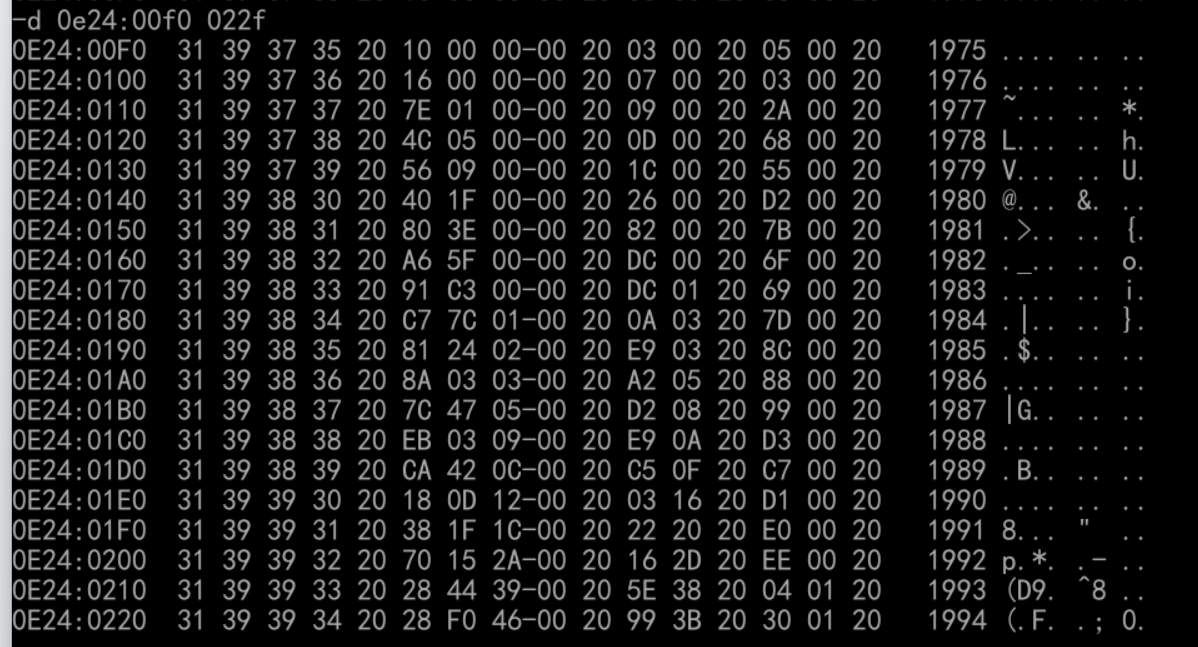 -d 0e24:00f0 022f
0E24:00F0  31 39 37 35 20 10 00 00-00 20 03 00 20 05 00 20   1975 .... .. ..
0E24:0100  31 39 37 36 20 16 00 00-00 20 07 00 20 03 00 20   1976 .... .. ..
0E24:0110  31 39 37 37 20 7E 01 00-00 20 09 00 20 2A 00 20   1977 ~... .. *.
0E24:0120  31 39 37 38 20 4C 05 00-00 20 0D 00 20 68 00 20   1978 L... .. h.
0E24:0130  31 39 37 39 20 56 09 00-00 20 1C 00 20 55 00 20   1979 V... .. U.
0E24:0140  31 39 38 30 20 40 1F 00-00 20 26 00 20 D2 00 20   1980 @... &. ..
0E24:0150  31 39 38 31 20 80 3E 00-00 20 82 00 20 7B 00 20   1981 .>.. .. {.
0E24:0160  31 39 38 32 20 A6 5F 00-00 20 DC 00 20 6F 00 20   1982 ._.. .. o.
0E24:0170  31 39 38 33 20 91 C3 00-00 20 DC 01 20 69 00 20   1983 .... .. i.
0E24:0180  31 39 38 34 20 C7 7C 01-00 20 0A 03 20 7D 00 20   1984 .|.. .. }.
0E24:0190  31 39 38 35 20 81 24 02-00 20 E9 03 20 8C 00 20   1985 .$.. .. ..
0E24:01A0  31 39 38 36 20 8A 03 03-00 20 A2 05 20 88 00 20   1986 .... .. ..
0E24:01B0  31 39 38 37 20 7C 47 05-00 20 D2 08 20 99 00 20   1987 |G.. .. ..
0E24:01C0  31 39 38 38 20 EB 03 09-00 20 E9 0A 20 D3 00 20   1988 .... .. ..
0E24:01D0  31 39 38 39 20 CA 42 0C-00 20 C5 0F 20 C7 00 20   1989 .B.. .. ..
0E24:01E0  31 39 39 30 20 18 0D 12-00 20 03 16 20 D1 00 20   1990 .... .. ..
0E24:01F0  31 39 39 31 20 38 1F 1C-00 20 22 20 20 E0 00 20   1991 8... "  ..
0E24:0200  31 39 39 32 20 70 15 2A-00 20 16 2D 20 EE 00 20   1992 p.*. .- ..
0E24:0210  31 39 39 33 20 28 44 39-00 20 5E 38 20 04 01 20   1993 (D9. ^8 ..
0E24:0220  31 39 39 34 20 28 F0 46-00 20 99 3B 20 30 01 20   1994 (.F. .; 0.